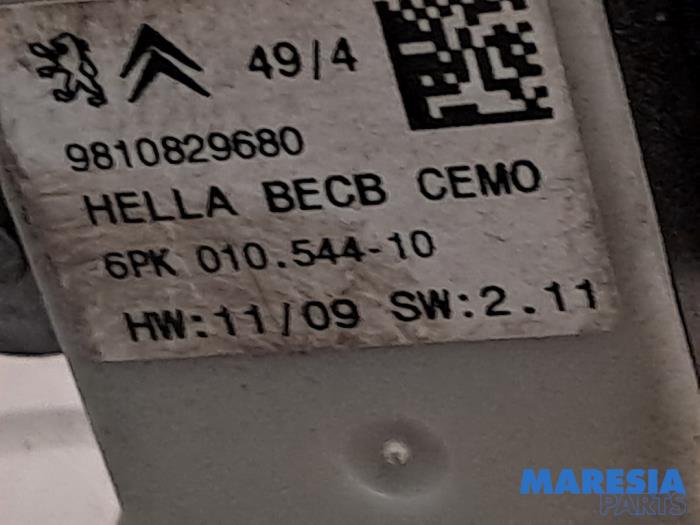 49/4
9810829680
HELLA BECB CEMO
6PK 010.544-10
HW:11/09 SW:2.11
MARESIA
PARTS